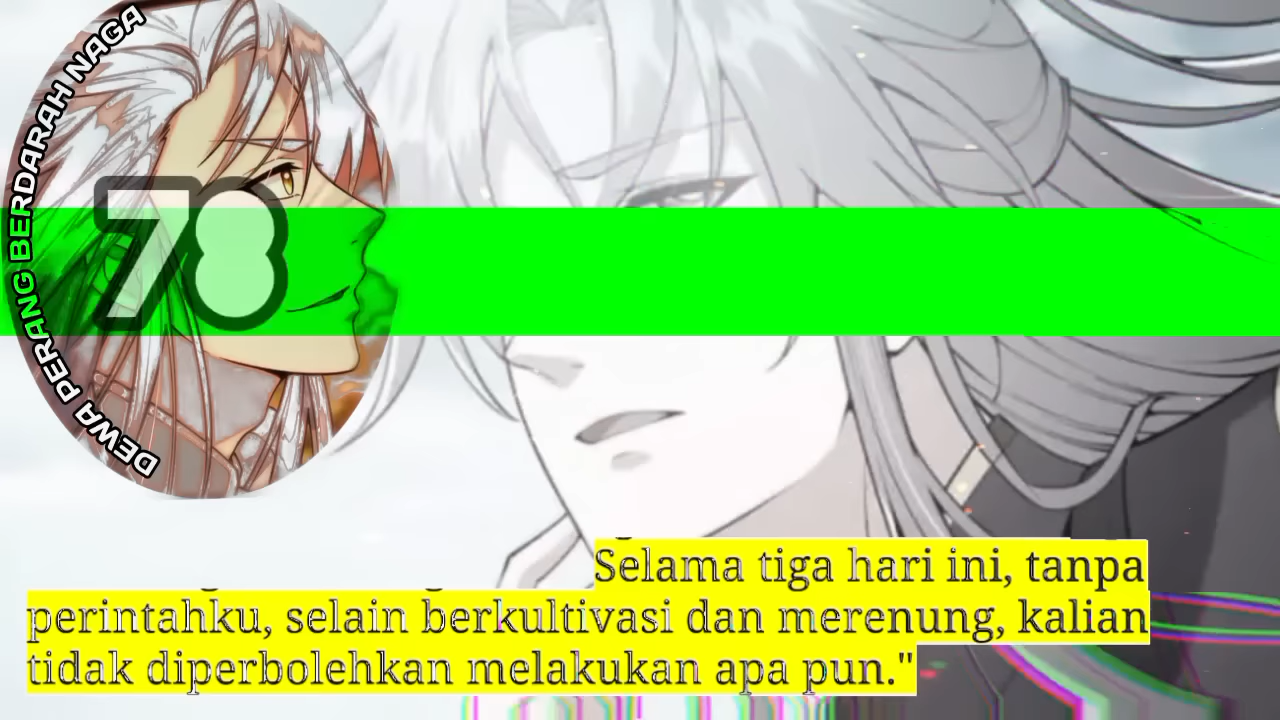 DEWA PERANG BERDARAH NAGA
78
Selama tiga hari ini, tanpa
perintahku, selain berkultivasi dan merenung, kalian
tidak diperbolehkan melakukan apa pun."